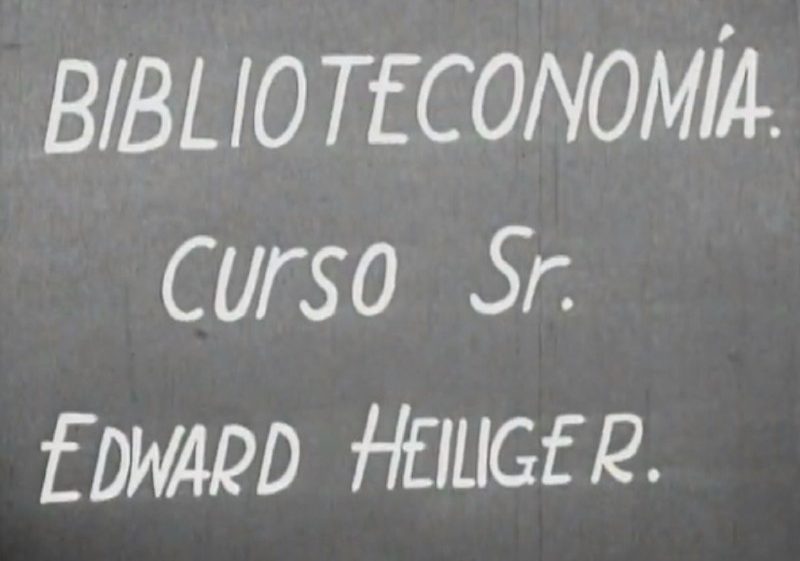 BIBLIOTECONOMÍA.
Curso Sr.
EDWARD HEILIGER.